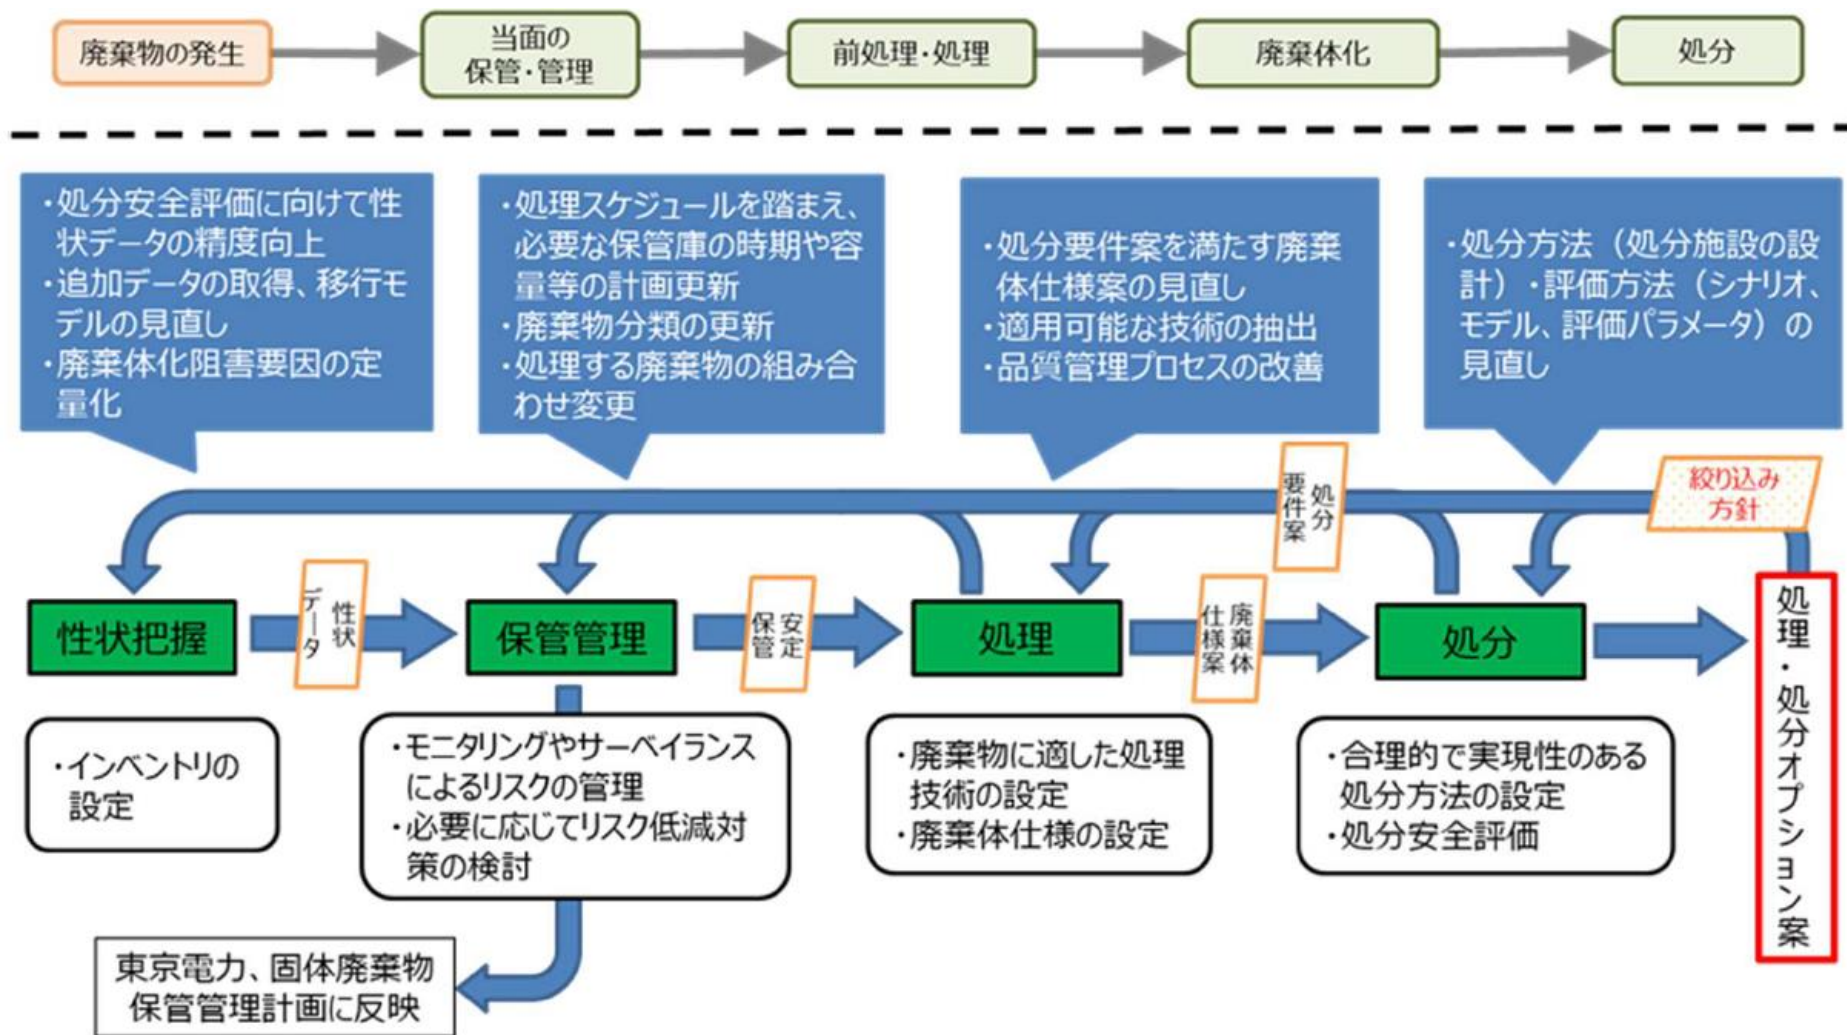 廃棄物の発生
当面の
保管・管理
前処理・処理
廃棄体化
処分
・処分安全評価に向けて性
状データの精度向上
・追加データの取得、移行モ
デルの見直し
・廃棄体化阻害要因の定
量化
・処理スケジュールを踏まえ、
必要な保管庫の時期や容
量等の計画更新
・廃棄物分類の更新
・処理する廃棄物の組み合
わせ変更
・処分要件案を満たす廃棄
体仕様案の見直し
・適用可能な技術の抽出
・品質管理プロセスの改善
・処分方法（処分施設の設
計）・評価方法（シナリオ、
モデル、評価パラメータ）の
見直し
処分
要件案
絞り込み
方針
性状把握
性状
データ
保管管理
安定
保管
処理
廃棄体
仕様案
処分
処理・処分オプション案
・インベントリの
設定
・モニタリングやサーベイランス
によるリスクの管理
・必要に応じてリスク低減対
策の検討
・廃棄物に適した処理
技術の設定
・廃棄体仕様の設定
・合理的で実現性のある
処分方法の設定
・処分安全評価
東京電力、固体廃棄物
保管管理計画に反映